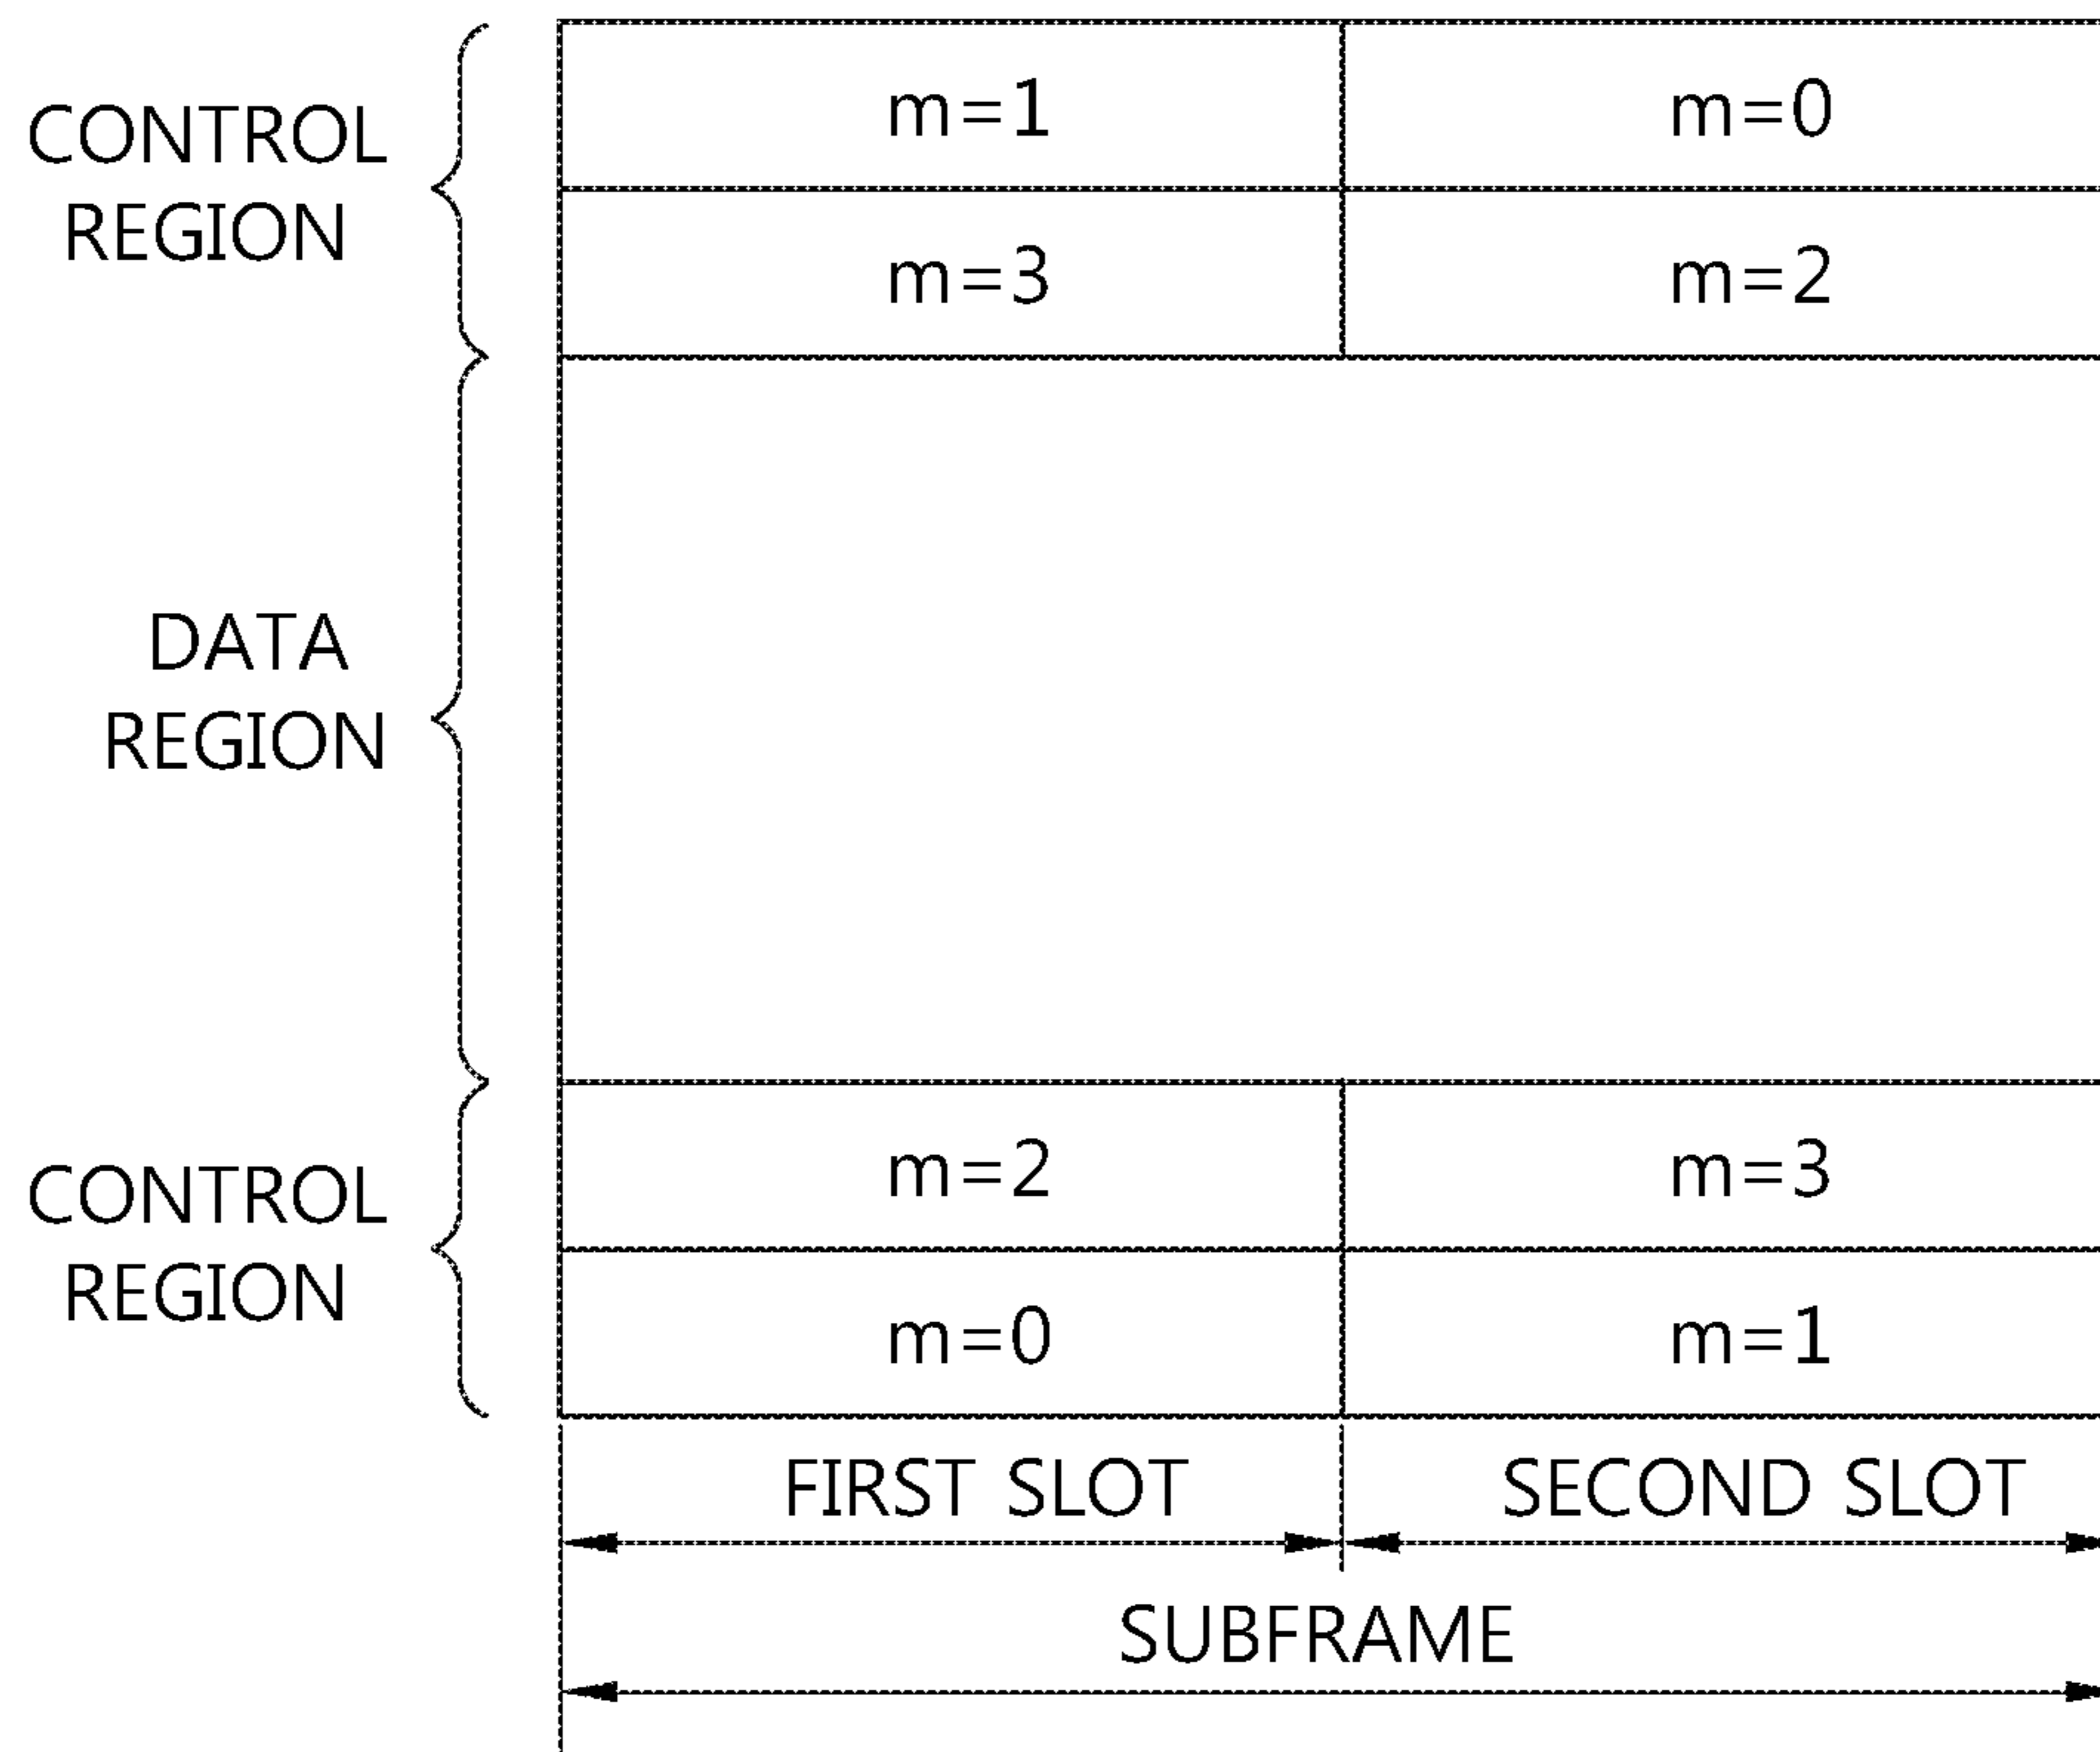 CONTROL
REGION
m=1 m=0
m=3 m=2
DATA
REGION
CONTROL
REGION
m=2 m=3
m=0 m=1
FIRST SLOT SECOND SLOT
SUBFRAME